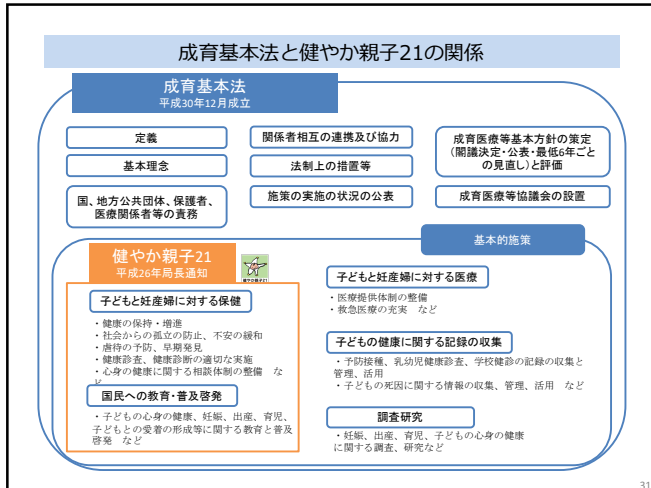 成育基本法と健やか親子21の関係
成育基本法
平成30年12月成立
定義
基本理念
国、地方公共団体、保護者、
医療関係者等の責務
関係者相互の連携及び協力
法制上の措置等
施策の実施の状況の公表
成育医療等基本方針の策定
(閣議決定・公表・最低6年ごと
の見直し)と評価
成育医療等協議会の設置
基本的施策
健やか親子21
平成26年局長通知
健やか親子21
子どもと妊産婦に対する保健
・健康の保持・増進
・社会からの孤立の防止、不安の緩和
・虐待の予防、早期発見
・健康診査、健康診断の適切な実施
・心身の健康に関する相談体制の整備　な
ど
国民への教育・普及啓発
・子どもの心身の健康、妊娠、出産、育児、
子どもとの愛着の形成等に関する教育と普及
啓発　など
子どもと妊産婦に対する医療
・医療提供体制の整備
・救急医療の充実　など
子どもの健康に関する記録の収集
・予防接種、乳幼児健康診査、学校健診の記録の収集と
管理、活用
・子どもの死因に関する情報の収集、管理、活用　など
調査研究
・妊娠、出産、育児、子どもの心身の健康
に関する調査、研究など
31